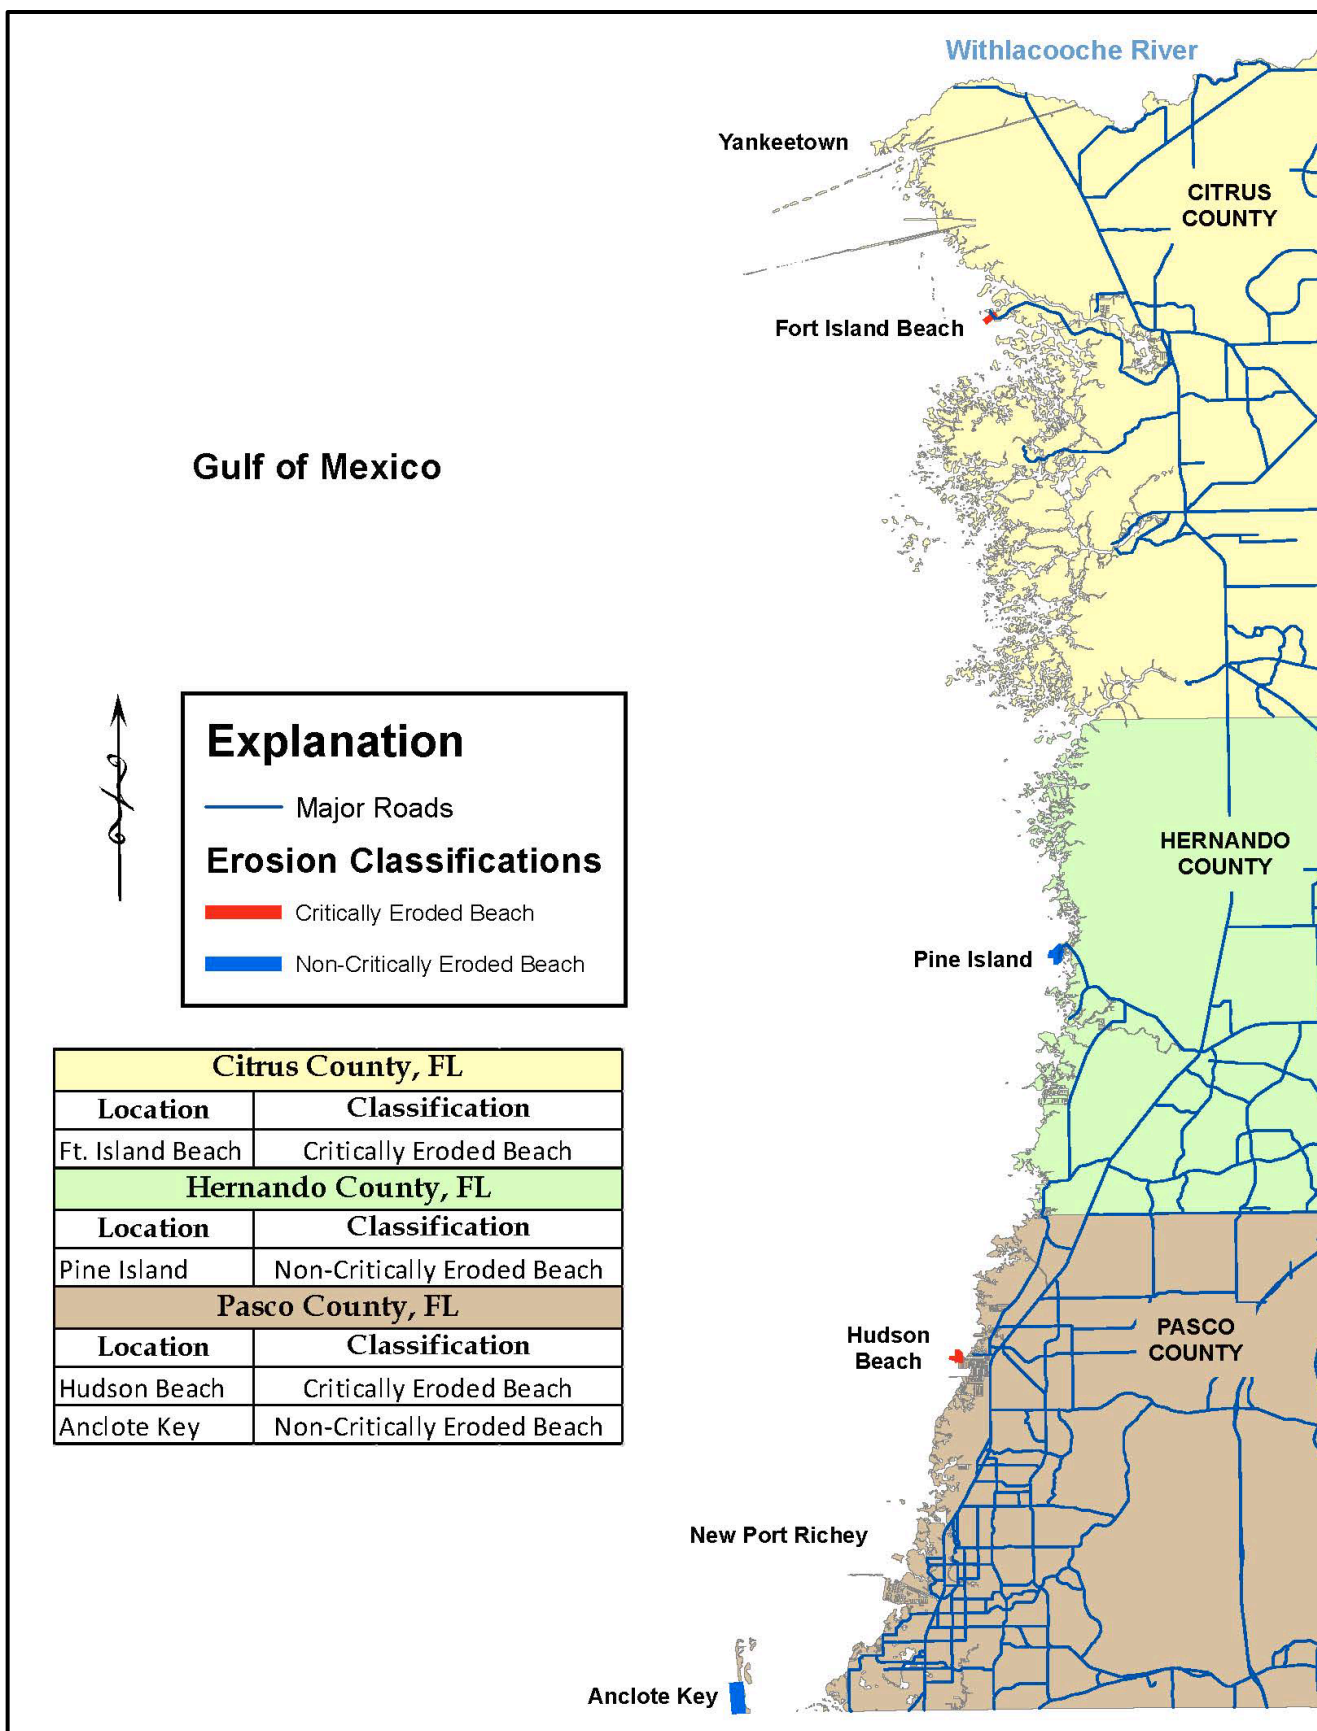 Withlacooche River
Yankeetown
CITRUS
COUNTY
Fort Island Beach
Gulf of Mexico
Explanation
Major Roads
Erosion Classifications
Critically Eroded Beach
Non-Critically Eroded Beach
HERNANDO
COUNTY
Pine Island
Citrus County, FL
Location Classification
Ft. Island Beach Critically Eroded Beach
Hernando County, FL
Location Classification
Pine Island Non-Critically Eroded Beach
Pasco County, FL
Location Classification
Hudson Beach Critically Eroded Beach
Anclote Key Non-Critically Eroded Beach
Hudson
Beach
PASCO
COUNTY
New Port Richey
Anclote Key